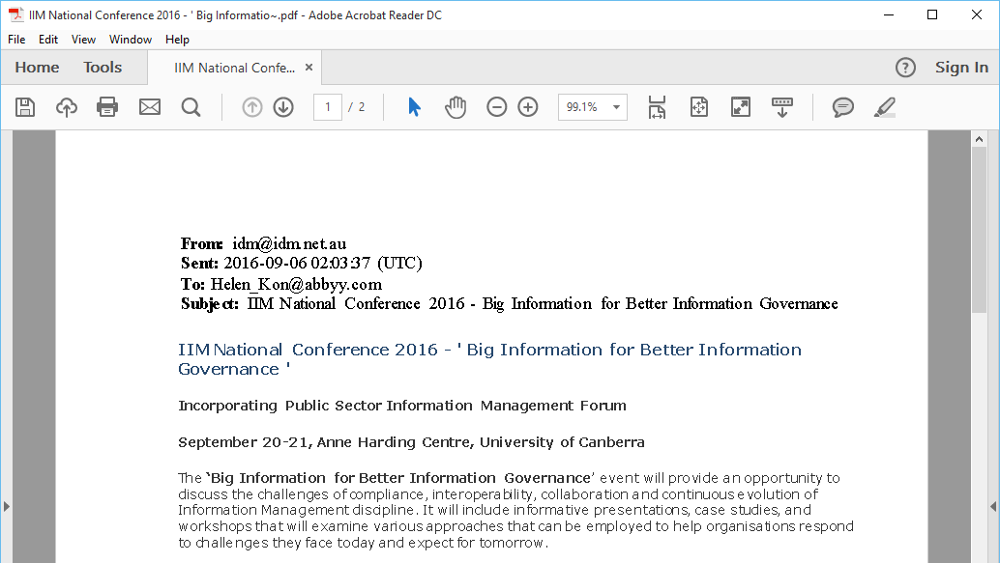 IIM National Conference 2016 - ' Big Informatio~.pdf - Adobe Acrobat Reader DC
File Edit View Window Help
Home Tools IIM National Confe... × ? Sign In
1 / 2 99.1%
From: idm@idm.net.au
Sent: 2016-09-06 02:03:37 (UTC)
To: Helen_Kon@abbyy.com
Subject: IIM National Conference 2016 - Big Information for Better Information Governance
IIM National Conference 2016 - ' Big Information for Better Information
Governance '
Incorporating Public Sector Information Management Forum
September 20-21, Anne Harding Centre, University of Canberra
The ‘Big Information for Better Information Governance’ event will provide an opportunity to
discuss the challenges of compliance, interoperability, collaboration and continuous evolution of
Information Management discipline. It will include informative presentations, case studies, and
workshops that will examine various approaches that can be employed to help organisations respond
to challenges they face today and expect for tomorrow.